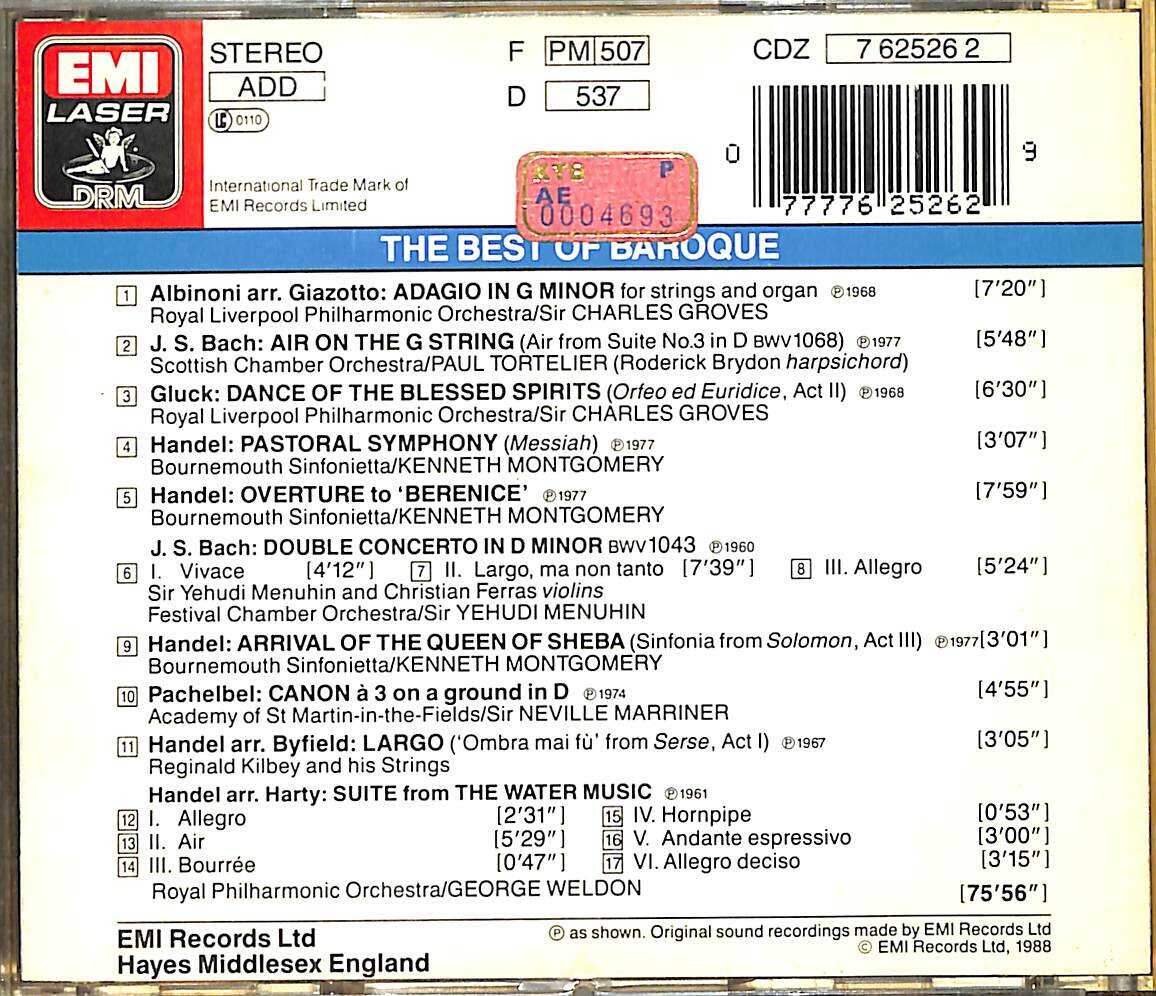 EMI
LASER
DRM
STEREO
ADD
LC 0110
International Trade Mark of
EMI Records Limited
F PM 507
D 537
CDZ 7 62526 2
0 77776 25262 9
KTB P
AE
0004693
THE BEST OF BAROQUE
1 Albinoni arr. Giazotto: ADAGIO IN G MINOR for strings and organ ℗1968 [7'20"]
Royal Liverpool Philharmonic Orchestra/Sir CHARLES GROVES
2 J. S. Bach: AIR ON THE G STRING (Air from Suite No.3 in D BWV1068) ℗1977 [5'48"]
Scottish Chamber Orchestra/PAUL TORTELIER (Roderick Brydon harpsichord)
3 Gluck: DANCE OF THE BLESSED SPIRITS (Orfeo ed Euridice, Act II) ℗1968 [6'30"]
Royal Liverpool Philharmonic Orchestra/Sir CHARLES GROVES
4 Handel: PASTORAL SYMPHONY (Messiah) ℗1977 [3'07"]
Bournemouth Sinfonietta/KENNETH MONTGOMERY
5 Handel: OVERTURE to 'BERENICE' ℗1977 [7'59"]
Bournemouth Sinfonietta/KENNETH MONTGOMERY
J. S. Bach: DOUBLE CONCERTO IN D MINOR BWV1043 ℗1960
6 I. Vivace [4'12"] 7 II. Largo, ma non tanto [7'39"] 8 III. Allegro [5'24"]
Sir Yehudi Menuhin and Christian Ferras violins
Festival Chamber Orchestra/Sir YEHUDI MENUHIN
9 Handel: ARRIVAL OF THE QUEEN OF SHEBA (Sinfonia from Solomon, Act III) ℗1977 [3'01"]
Bournemouth Sinfonietta/KENNETH MONTGOMERY
10 Pachelbel: CANON à 3 on a ground in D ℗1974 [4'55"]
Academy of St Martin-in-the-Fields/Sir NEVILLE MARRINER
11 Handel arr. Byfield: LARGO ('Ombra mai fù' from Serse, Act I) ℗1967 [3'05"]
Reginald Kilbey and his Strings
Handel arr. Harty: SUITE from THE WATER MUSIC ℗1961
12 I. Allegro [2'31"] 15 IV. Hornpipe [0'53"]
13 II. Air [5'29"] 16 V. Andante espressivo [3'00"]
14 III. Bourrée [0'47"] 17 VI. Allegro deciso [3'15"]
Royal Philharmonic Orchestra/GEORGE WELDON [75'56"]
EMI Records Ltd
Hayes Middlesex England
℗ as shown. Original sound recordings made by EMI Records Ltd
© EMI Records Ltd, 1988